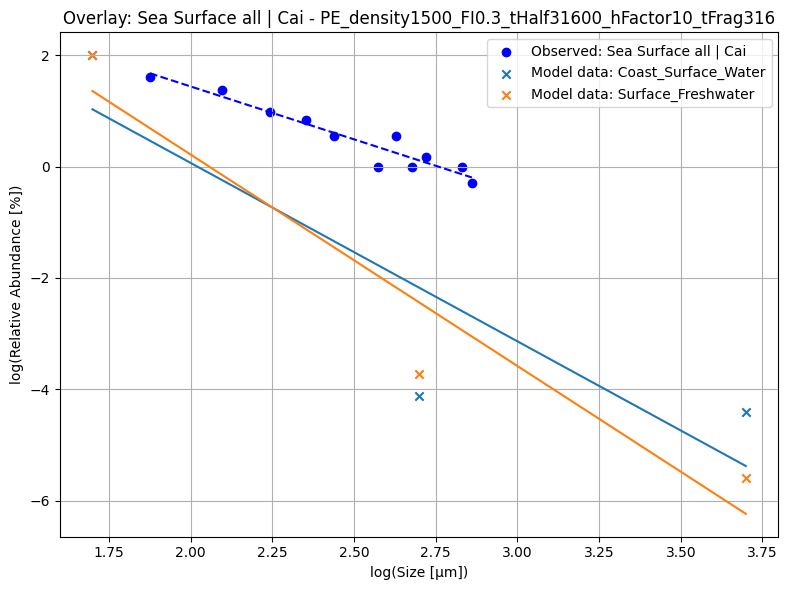 Overlay: Sea Surface all | Cai - PE_density1500_FI0.3_tHalf31600_hFactor10_tFrag316
Observed: Sea Surface all | Cai
Model data: Coast_Surface_Water
Model data: Surface_Freshwater
log(Relative Abundance [%])
2
0
−2
−4
−6
1.75 2.00 2.25 2.50 2.75 3.00 3.25 3.50 3.75
log(Size [μm])